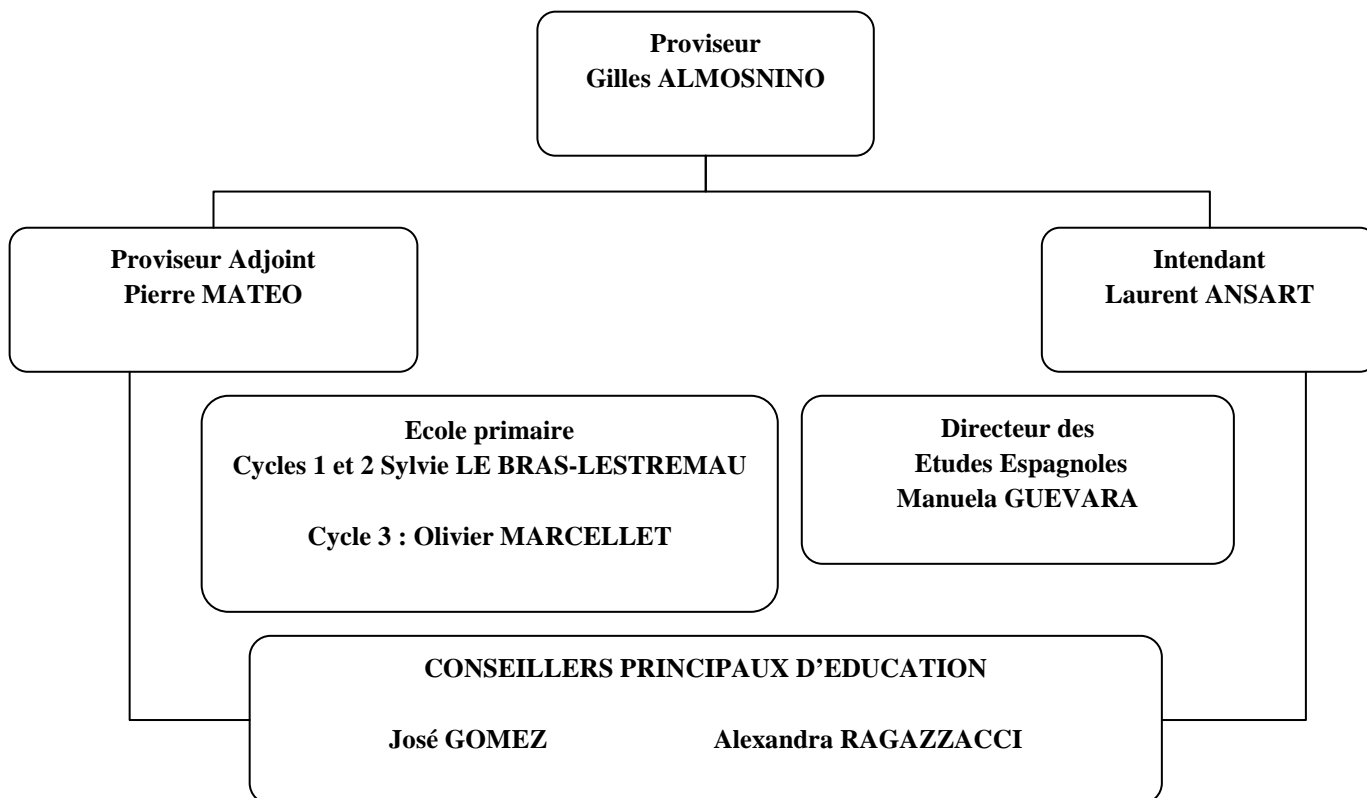 Proviseur
Gilles ALMOSNINO
Proviseur Adjoint
Pierre MATEO
Intendant
Laurent ANSART
Ecole primaire
Cycles 1 et 2 Sylvie LE BRAS-LESTREMAU
Cycle 3 : Olivier MARCELLET
Directeur des
Etudes Espagnoles
Manuela GUEVARA
CONSEILLERS PRINCIPAUX D’EDUCATION
José GOMEZ Alexandra RAGAZZACCI